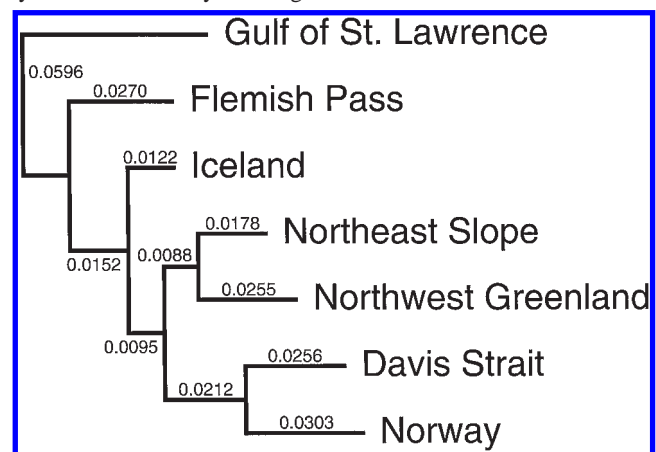 Gulf of St. Lawrence
0.0596
0.0270
Flemish Pass
0.0122
Iceland
0.0178
Northeast Slope
0.0088
0.0152
0.0255
Northwest Greenland
0.0095
0.0256
Davis Strait
0.0212
0.0303
Norway